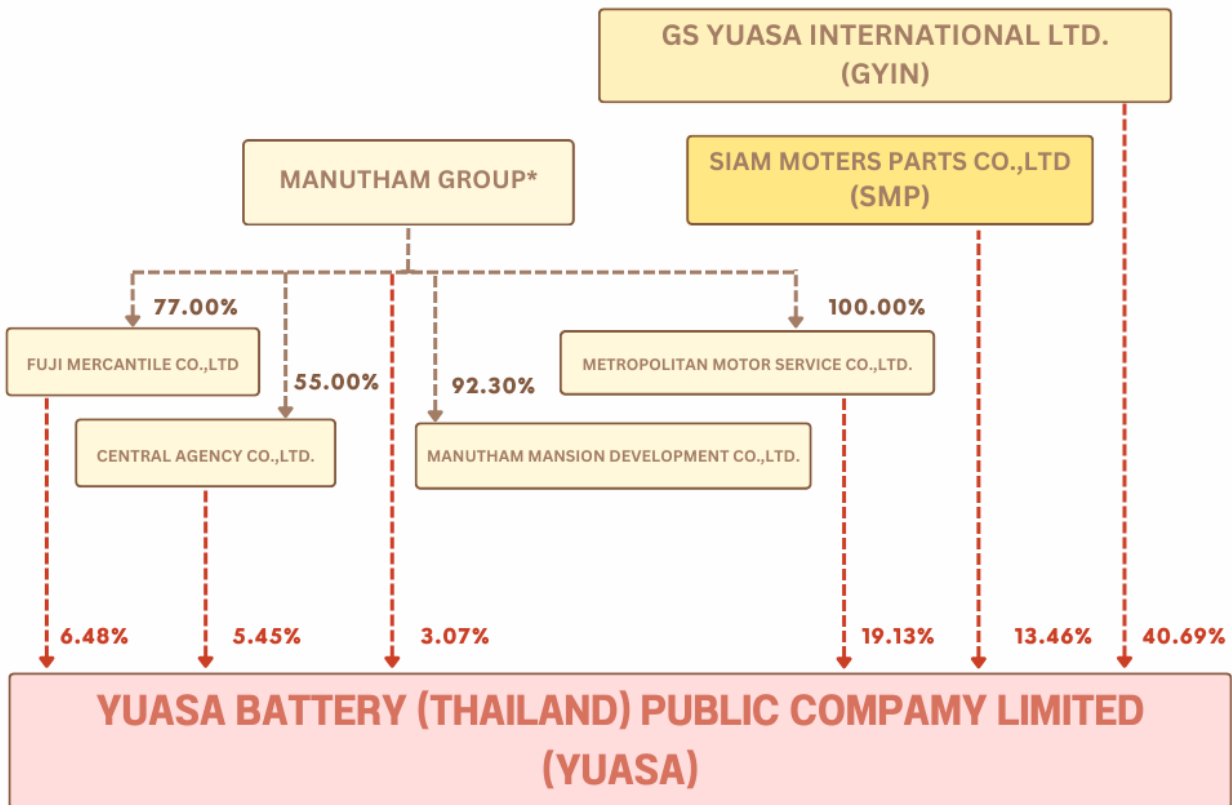 GS YUASA INTERNATIONAL LTD.
(GYIN)
SIAM MOTERS PARTS CO.,LTD
(SMP)
MANUTHAM GROUP*
77.00%
100.00%
FUJI MERCANTILE CO.,LTD
METROPOLITAN MOTOR SERVICE CO.,LTD.
55.00%
92.30%
CENTRAL AGENCY CO.,LTD.
MANUTHAM MANSION DEVELOPMENT CO.,LTD.
6.48%
5.45%
3.07%
19.13%
13.46%
40.69%
YUASA BATTERY (THAILAND) PUBLIC COMPAMY LIMITED
(YUASA)